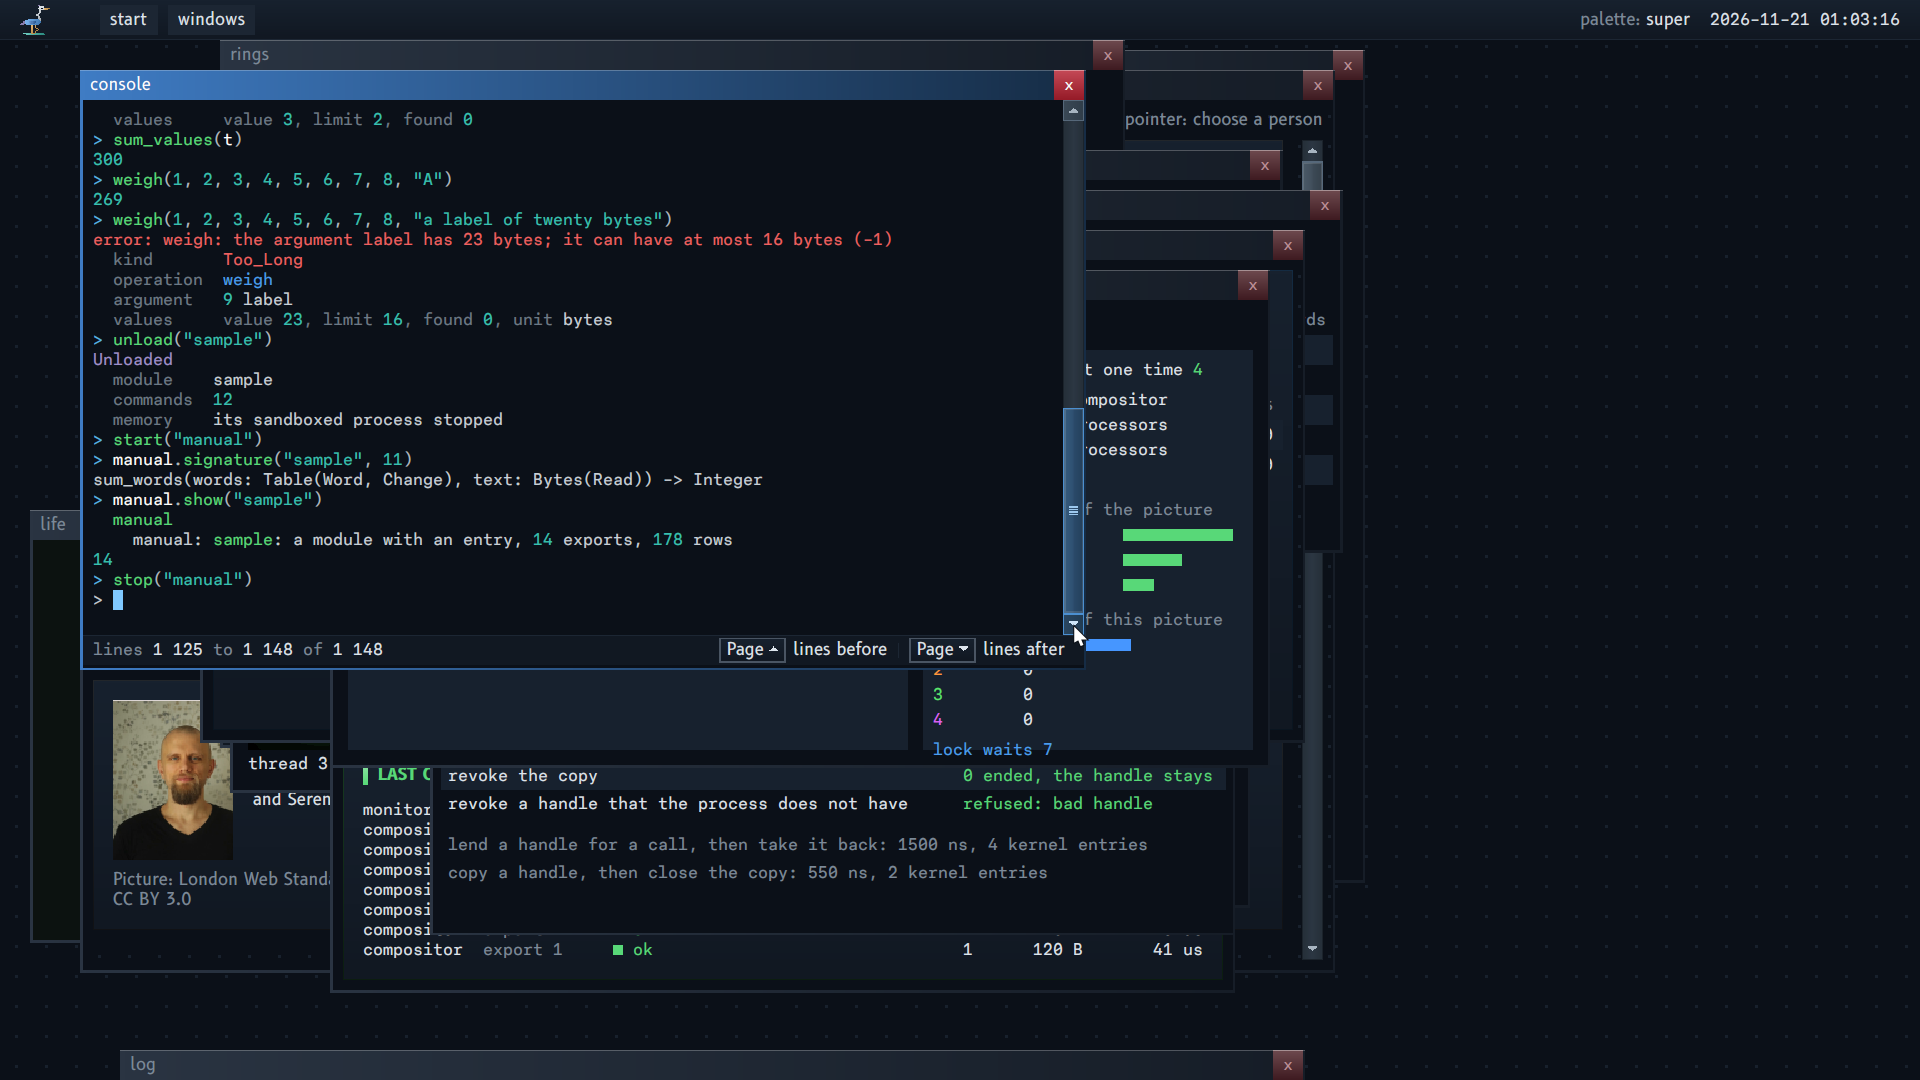 start windows palette: super 2026-11-21 01:03:16
rings x
x
console x
x
values value 3, limit 2, found 0
pointer: choose a person
> sum_values(t)
300
> weigh(1, 2, 3, 4, 5, 6, 7, 8, "A")
269
> weigh(1, 2, 3, 4, 5, 6, 7, 8, "a label of twenty bytes")
error: weigh: the argument label has 23 bytes; it can have at most 16 bytes (-1)
kind Too_Long
operation weigh
argument 9 label
values value 23, limit 16, found 0, unit bytes
> unload("sample")
Unloaded
module sample
commands 12
memory its sandboxed process stopped
> start("manual")
> manual.signature("sample", 11)
sum_words(words: Table(Word, Change), text: Bytes(Read)) -> Integer
> manual.show("sample")
manual
manual: sample: a module with an entry, 14 exports, 178 rows
14
> stop("manual")
>
lines 1 125 to 1 148 of 1 148 Page lines before Page lines after
x
x
x
x
ds
t one time 4
mpositor
rocessors
rocessors
f the picture
f this picture
2 0
3 0
4 0
lock waits 7
life
thread 3
and Seren
Picture: London Web Standa
CC BY 3.0
LAST C
revoke the copy 0 ended, the handle stays
revoke a handle that the process does not have refused: bad handle
lend a handle for a call, then take it back: 1500 ns, 4 kernel entries
copy a handle, then close the copy: 550 ns, 2 kernel entries
monitor
composi
composi
composi
composi
composi
composi
compositor export 1 ok 1 120 B 41 us
log x